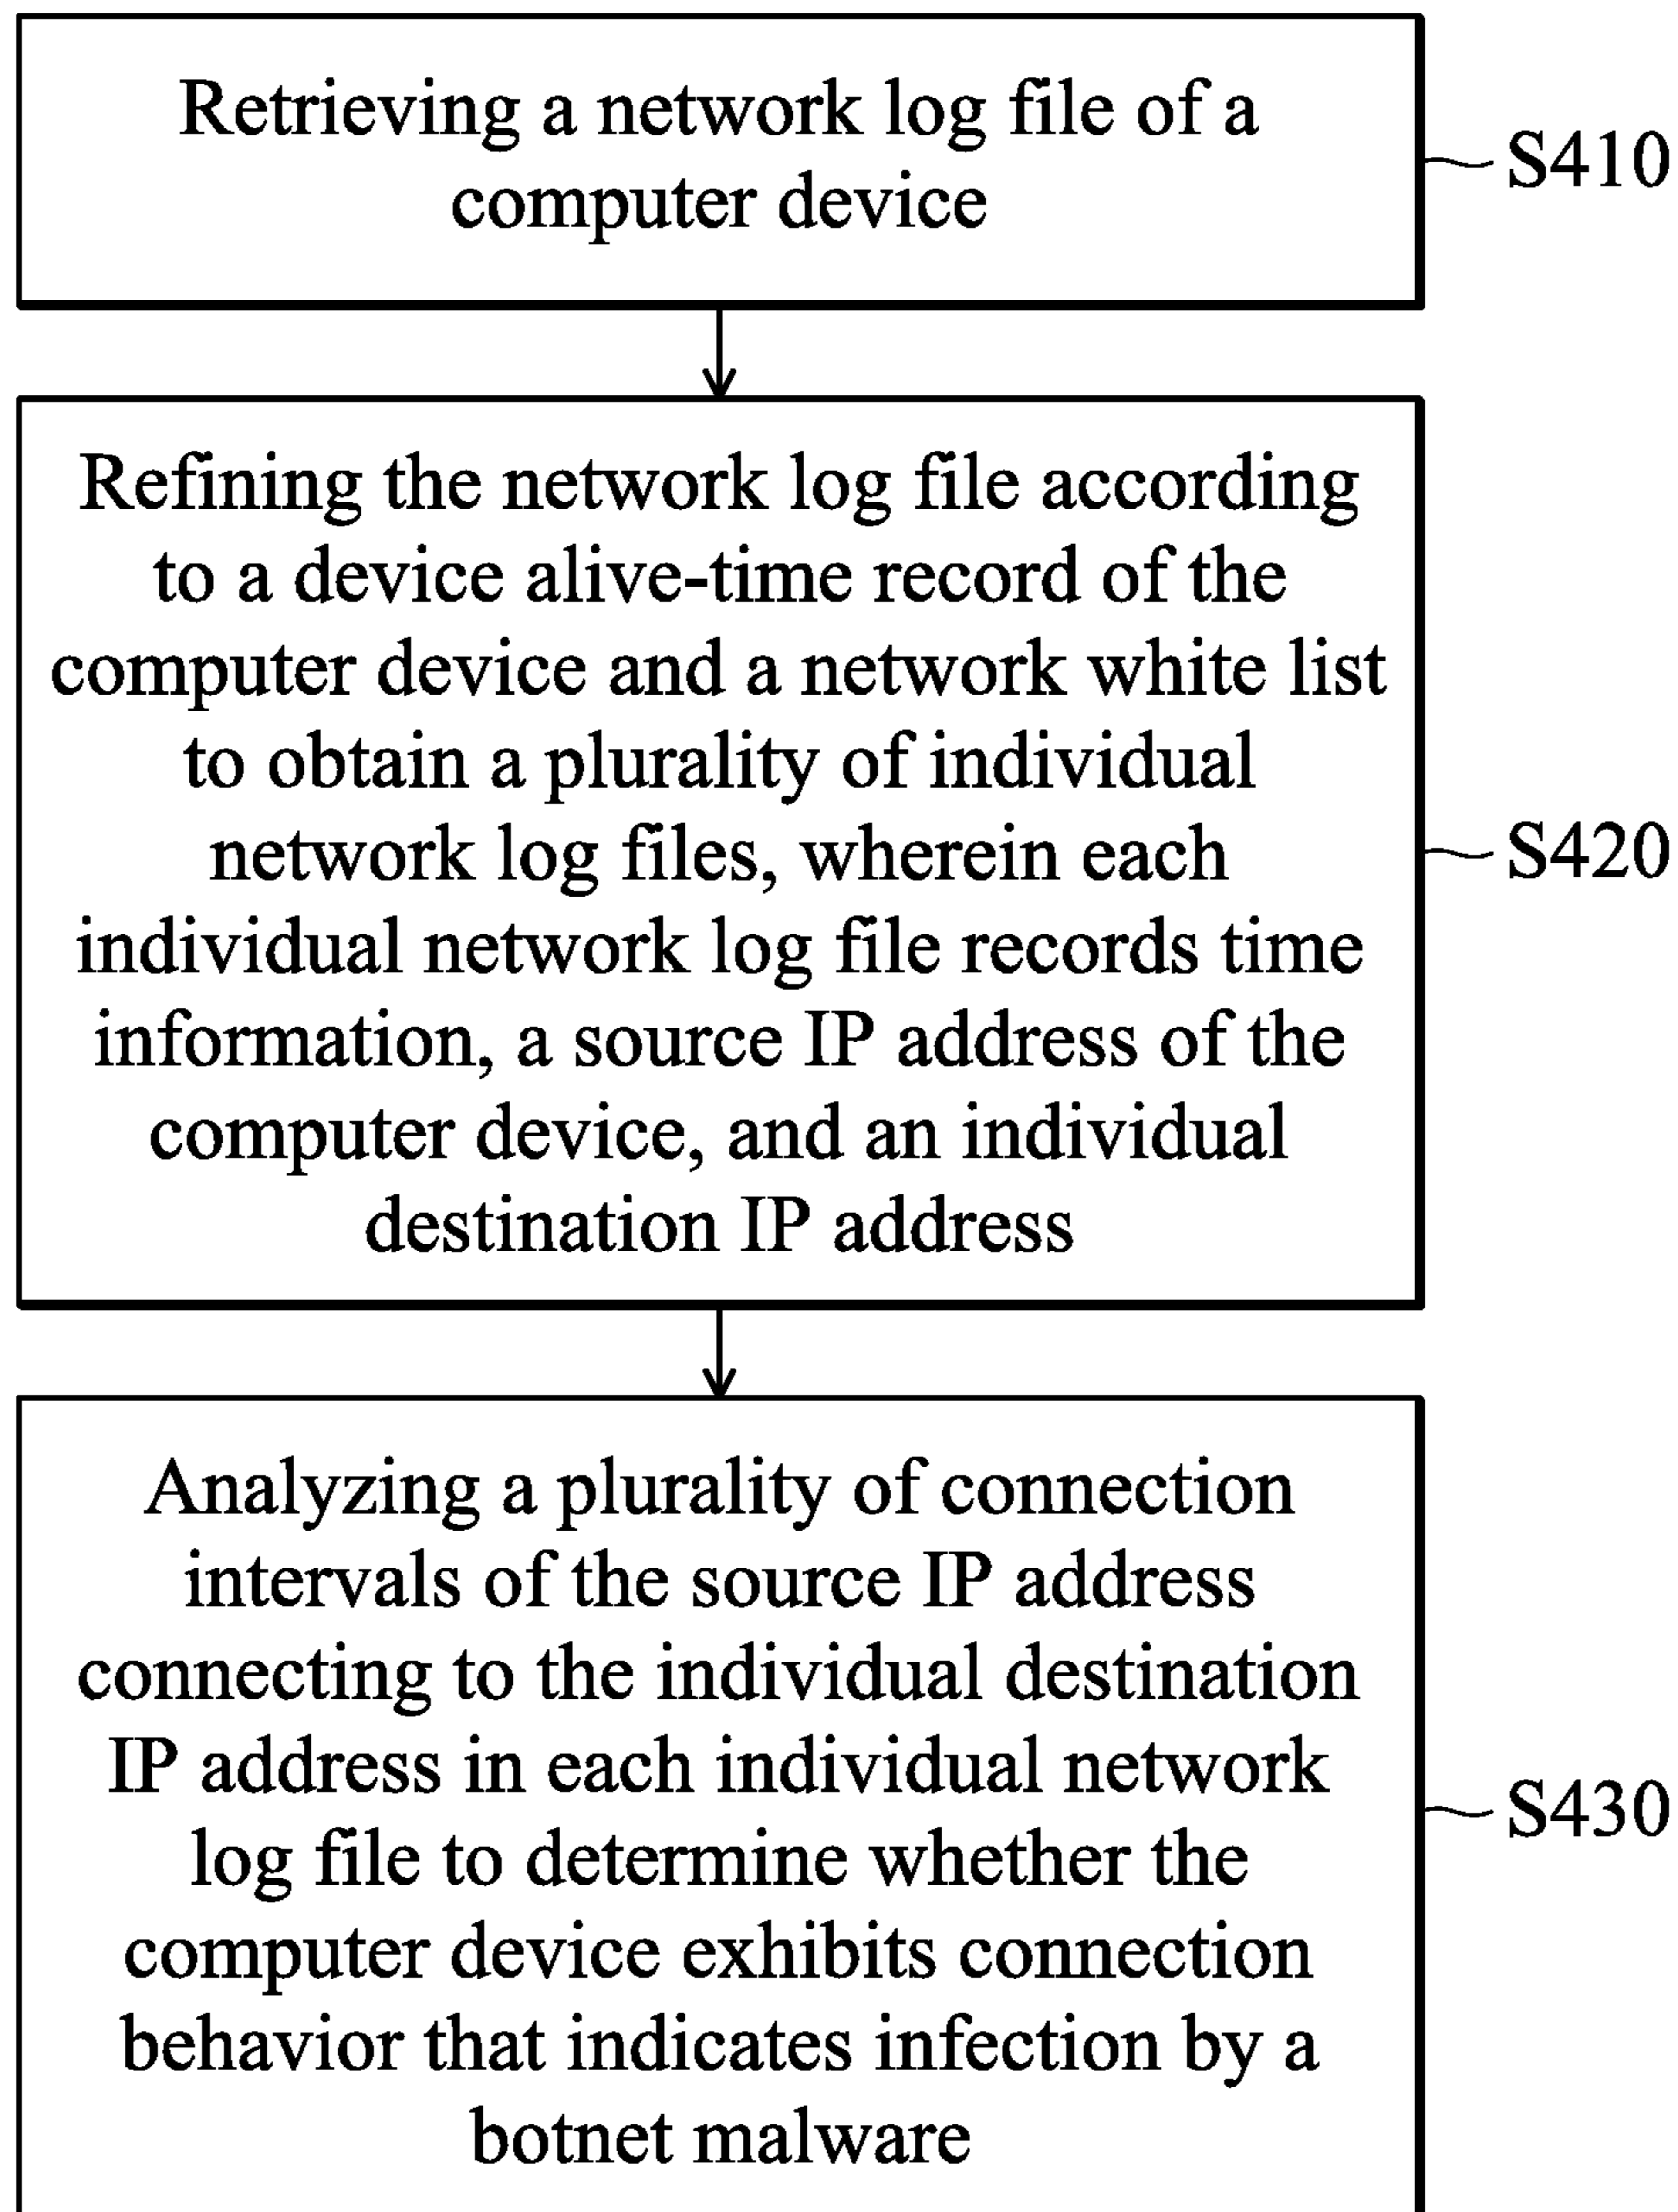 Retrieving a network log file of a
computer device
S410
Refining the network log file according
to a device alive-time record of the
computer device and a network white list
to obtain a plurality of individual
network log files, wherein each
individual network log file records time
information, a source IP address of the
computer device, and an individual
destination IP address
S420
Analyzing a plurality of connection
intervals of the source IP address
connecting to the individual destination
IP address in each individual network
log file to determine whether the
computer device exhibits connection
behavior that indicates infection by a
botnet malware
S430